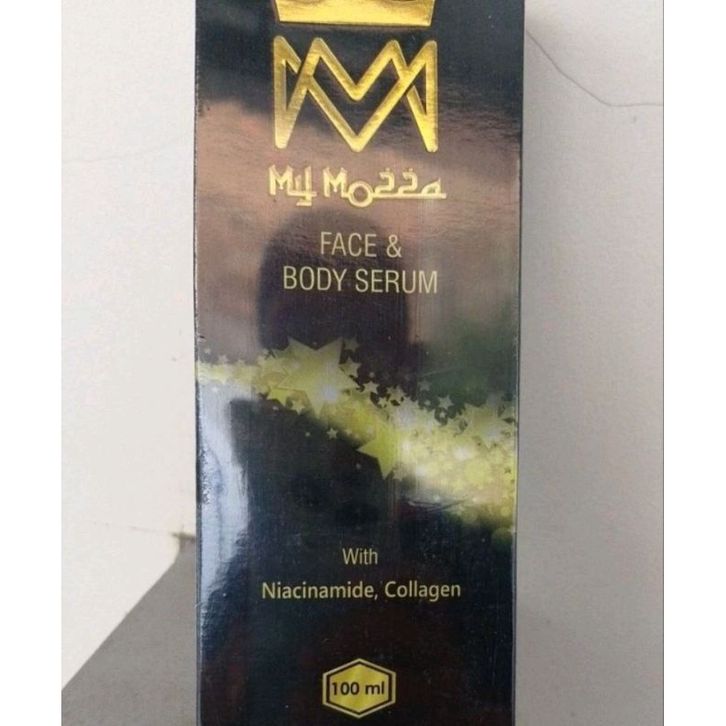 My Mozza
FACE &
BODY SERUM
With
Niacinamide, Collagen
100 ml